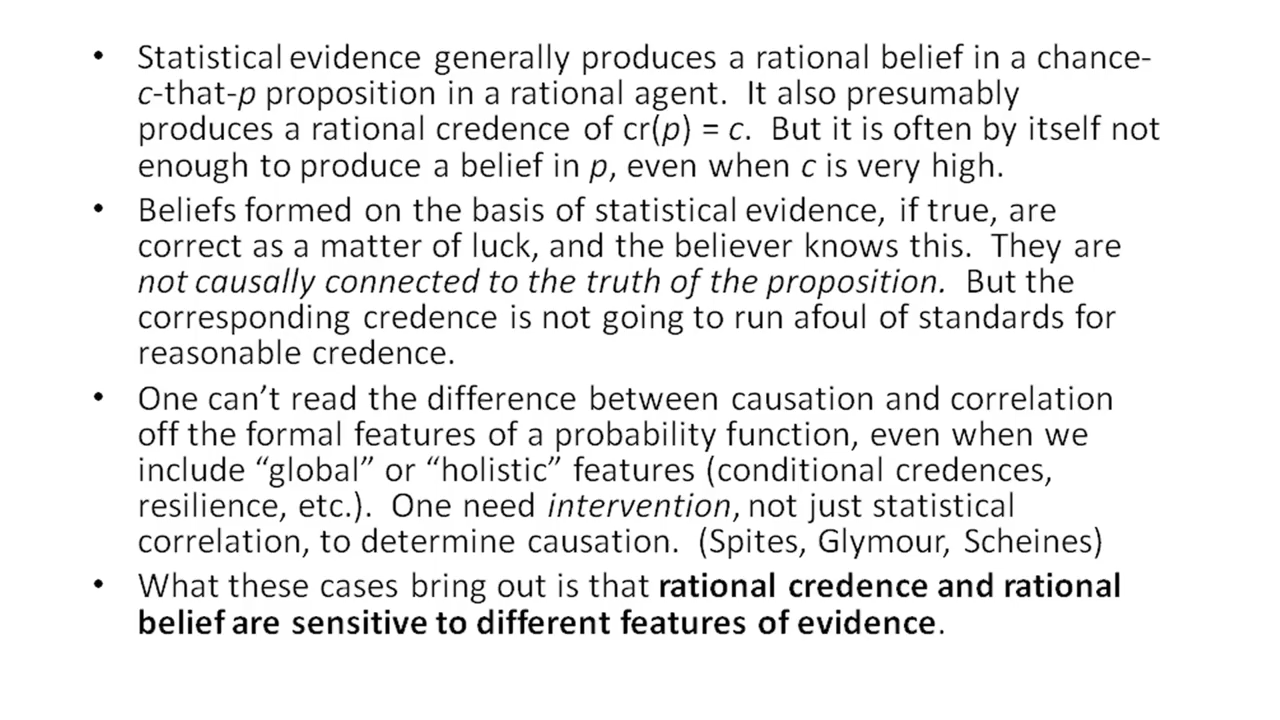 • Statistical evidence generally produces a rational belief in a chance-
c-that-p proposition in a rational agent.  It also presumably
produces a rational credence of cr(p) = c.  But it is often by itself not
enough to produce a belief in p, even when c is very high.
• Beliefs formed on the basis of statistical evidence, if true, are
correct as a matter of luck, and the believer knows this.  They are
not causally connected to the truth of the proposition.  But the
corresponding credence is not going to run afoul of standards for
reasonable credence.
• One can’t read the difference between causation and correlation
off the formal features of a probability function, even when we
include “global” or “holistic” features (conditional credences,
resilience, etc.).  One need intervention, not just statistical
correlation, to determine causation.  (Spites, Glymour, Scheines)
• What these cases bring out is that rational credence and rational
belief are sensitive to different features of evidence.